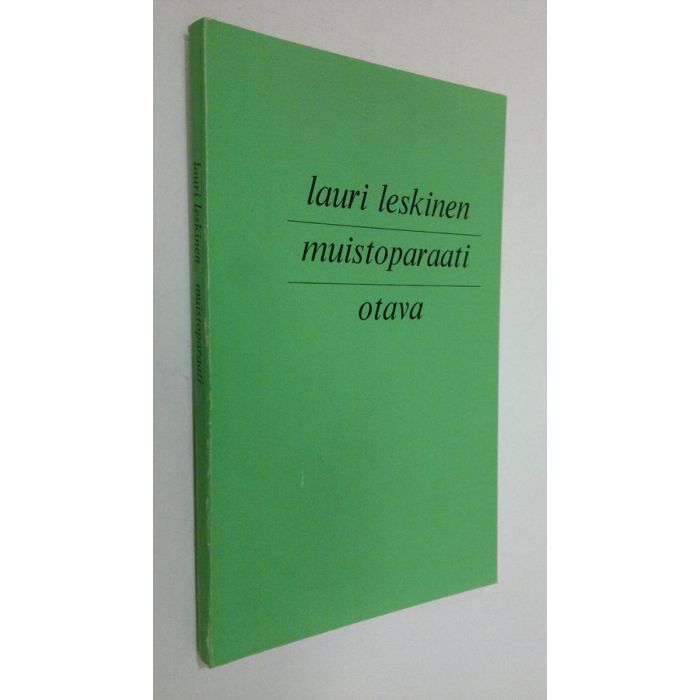 lauri leskinen
muistoparaati
otava
lauri leskinen muistoparaati